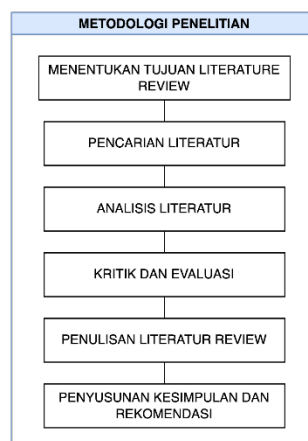 METODOLOGI PENELITIAN
MENENTUKAN TUJUAN LITERATURE
REVIEW
PENCARIAN LITERATUR
ANALISIS LITERATUR
KRITIK DAN EVALUASI
PENULISAN LITERATUR REVIEW
PENYUSUNAN KESIMPULAN DAN
REKOMENDASI